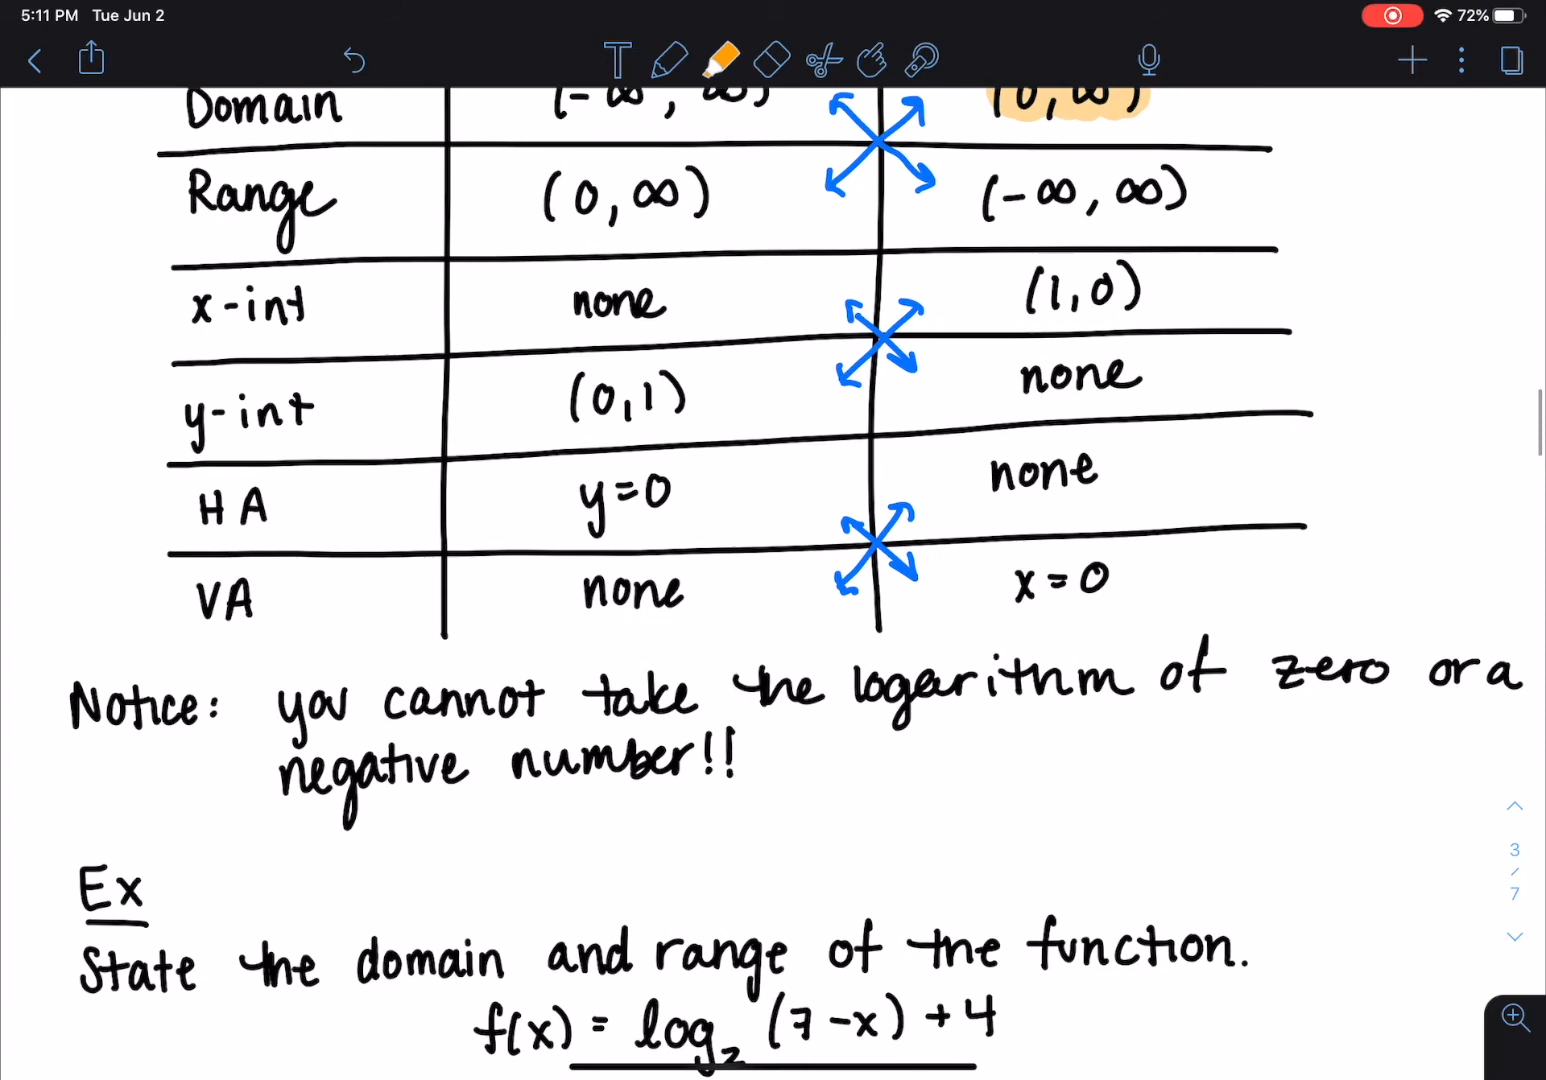 5:11 PM Tue Jun 2 72%
Domain (-∞, ∞) (0, ∞)
Range (0, ∞) (-∞, ∞)
x-int none (1,0)
y-int (0,1) none
HA y=0 none
VA none x=0
Notice: you cannot take the logarithm of zero or a
negative number!!
3
/
7
Ex
State the domain and range of the function.
f(x) = log₂ (7-x) + 4